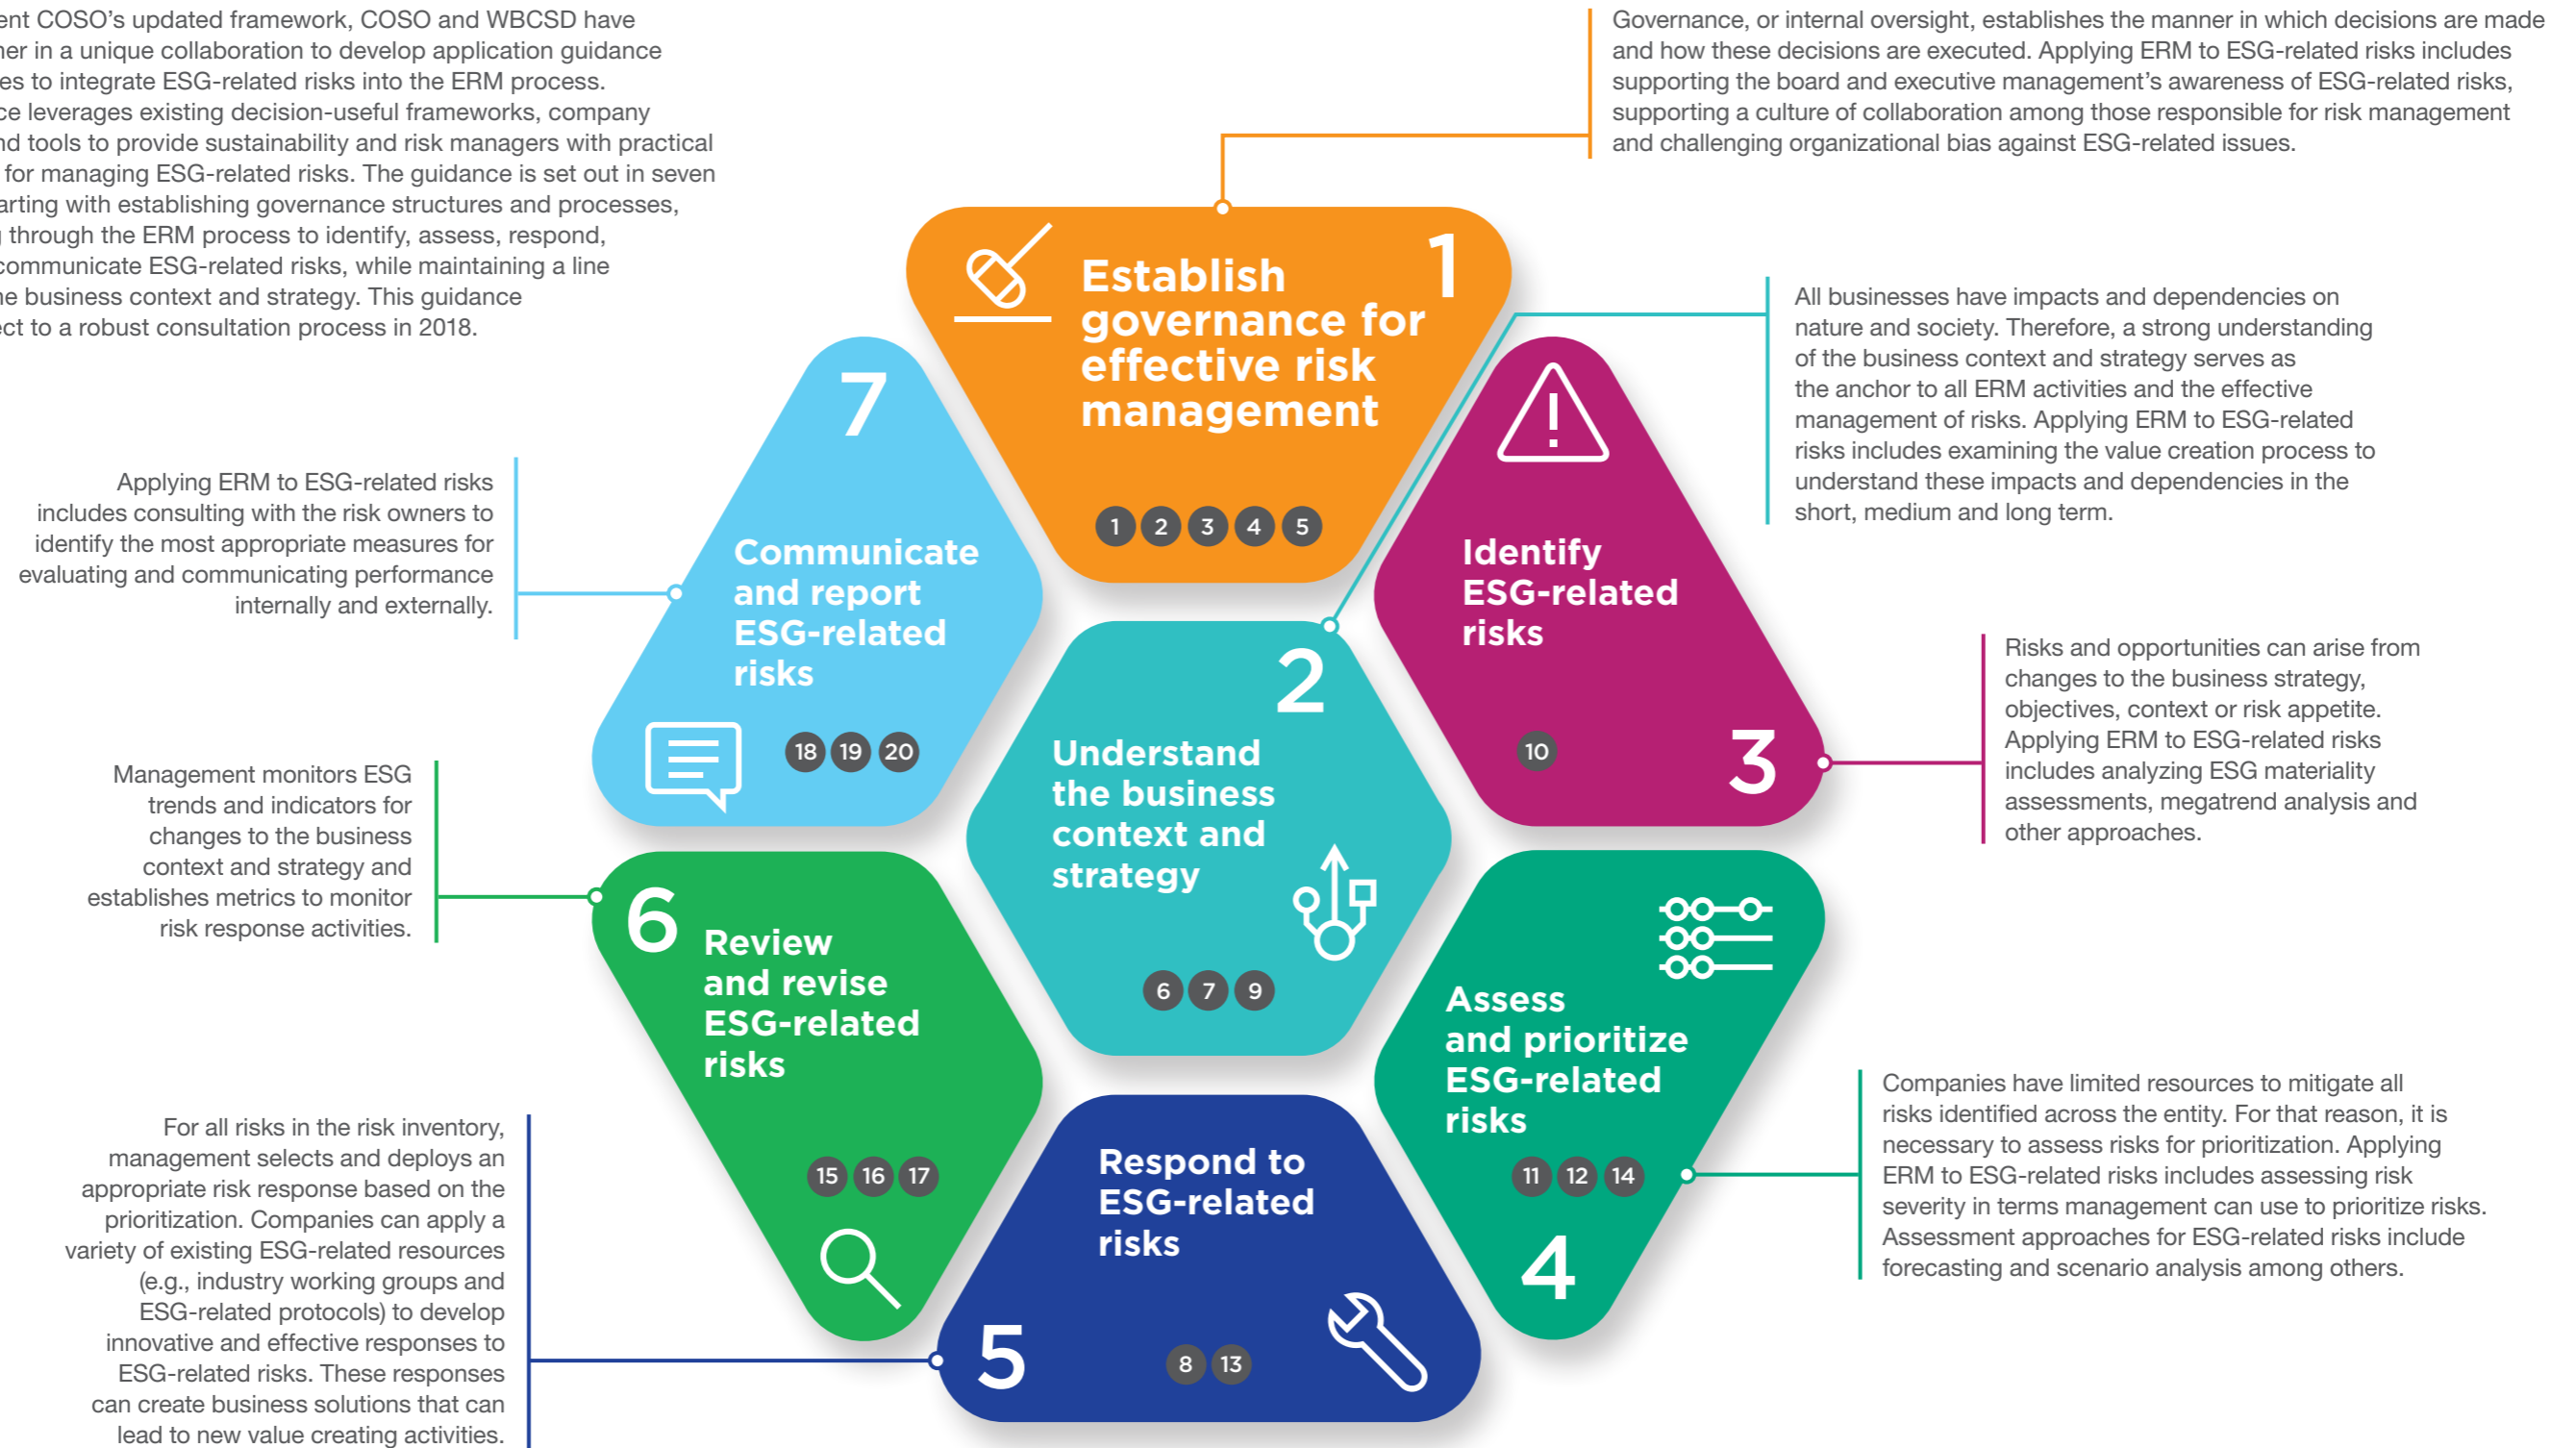 ent COSO's updated framework, COSO and WBCSD have
ner in a unique collaboration to develop application guidance
es to integrate ESG-related risks into the ERM process.
ce leverages existing decision-useful frameworks, company
nd tools to provide sustainability and risk managers with practical
for managing ESG-related risks. The guidance is set out in seven
arting with establishing governance structures and processes,
g through the ERM process to identify, assess, respond,
communicate ESG-related risks, while maintaining a line
ne business context and strategy. This guidance
ect to a robust consultation process in 2018.
Governance, or internal oversight, establishes the manner in which decisions are made
and how these decisions are executed. Applying ERM to ESG-related risks includes
supporting the board and executive management's awareness of ESG-related risks,
supporting a culture of collaboration among those responsible for risk management
and challenging organizational bias against ESG-related issues.
1
Establish
governance for
effective risk
management
1 2 3 4 5
All businesses have impacts and dependencies on
nature and society. Therefore, a strong understanding
of the business context and strategy serves as
the anchor to all ERM activities and the effective
management of risks. Applying ERM to ESG-related
risks includes examining the value creation process to
understand these impacts and dependencies in the
short, medium and long term.
2
Understand
the business
context and
strategy
6 7 9
Identify
ESG-related
risks
10
3
Risks and opportunities can arise from
changes to the business strategy,
objectives, context or risk appetite.
Applying ERM to ESG-related risks
includes analyzing ESG materiality
assessments, megatrend analysis and
other approaches.
Assess
and prioritize
ESG-related
risks
11 12 14
4
Companies have limited resources to mitigate all
risks identified across the entity. For that reason, it is
necessary to assess risks for prioritization. Applying
ERM to ESG-related risks includes assessing risk
severity in terms management can use to prioritize risks.
Assessment approaches for ESG-related risks include
forecasting and scenario analysis among others.
Respond to
ESG-related
risks
5
8 13
For all risks in the risk inventory,
management selects and deploys an
appropriate risk response based on the
prioritization. Companies can apply a
variety of existing ESG-related resources
(e.g., industry working groups and
ESG-related protocols) to develop
innovative and effective responses to
ESG-related risks. These responses
can create business solutions that can
lead to new value creating activities.
6
Review
and revise
ESG-related
risks
15 16 17
Management monitors ESG
trends and indicators for
changes to the business
context and strategy and
establishes metrics to monitor
risk response activities.
7
Communicate
and report
ESG-related
risks
18 19 20
Applying ERM to ESG-related risks
includes consulting with the risk owners to
identify the most appropriate measures for
evaluating and communicating performance
internally and externally.